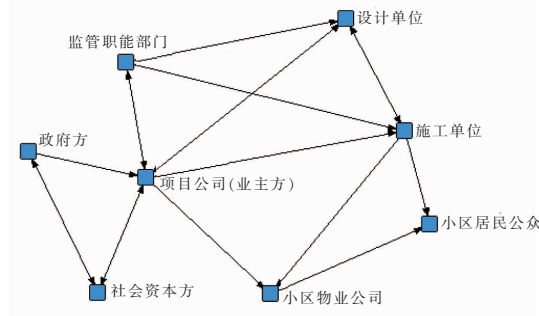 设计单位
监管职能部门
施工单位
政府方
项目公司(业主方)
小区居民公众
社会资本方
小区物业公司